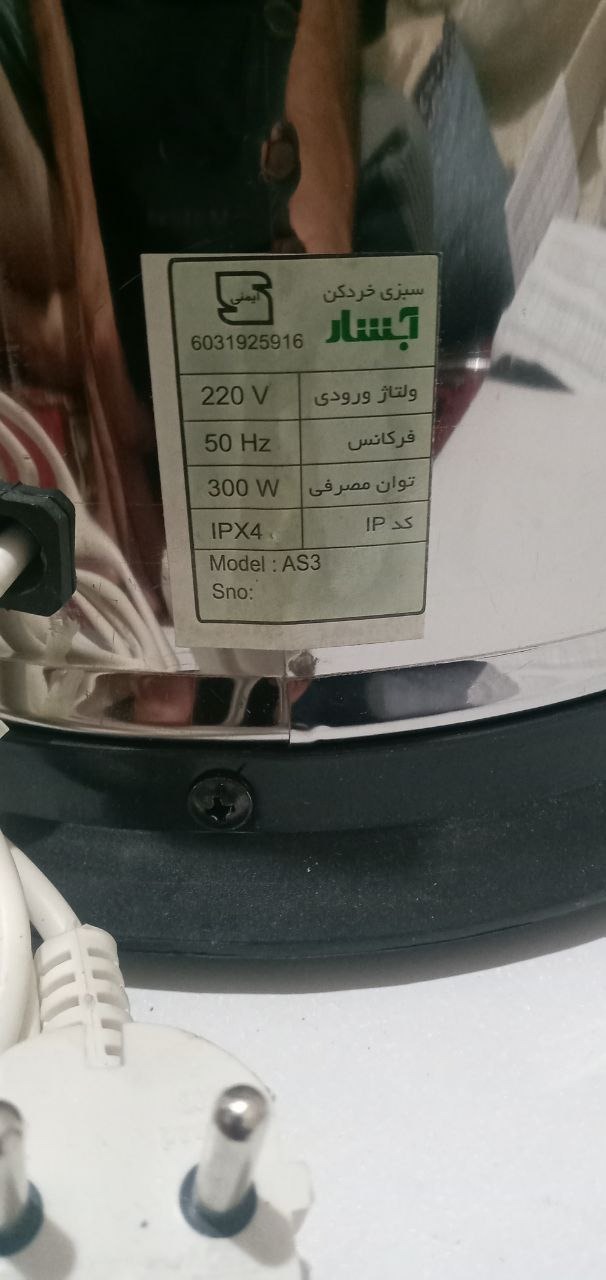 سبزی خردکن
آبشار
ایمنی
6031925916
ولتاژ ورودی 220 V
فرکانس 50 Hz
توان مصرفی 300 W
کد IP IPX4
Model : AS3
Sno: